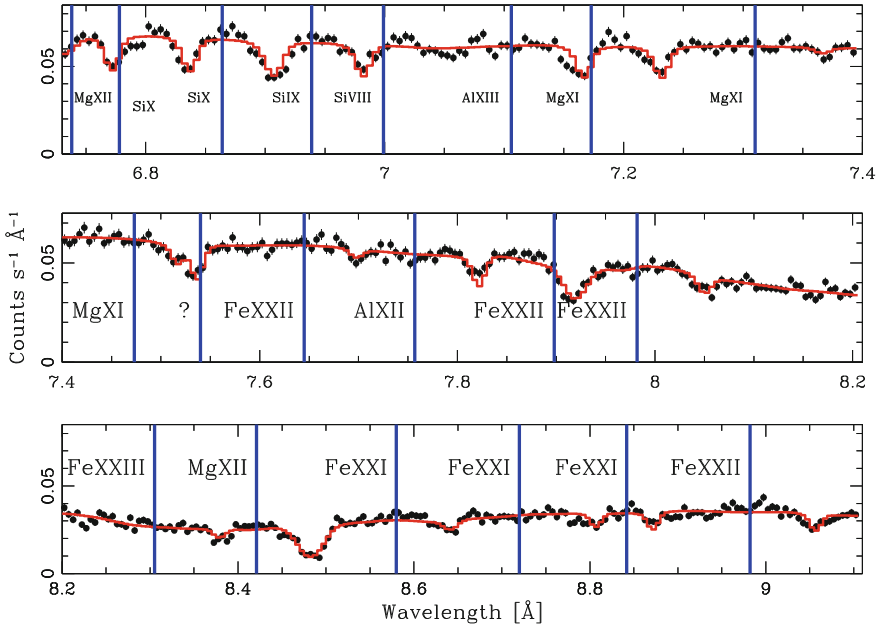 0.05
0
MgXII SiX SiX SiIX SiVIII AlXIII MgXI MgXI
6.8 7 7.2 7.4
0.05
0
MgXI ? FeXXII AlXII FeXXII FeXXII
7.4 7.6 7.8 8 8.2
Counts s⁻¹ Å⁻¹
0.05
0
FeXXIII MgXII FeXXI FeXXI FeXXI FeXXII
8.2 8.4 8.6 8.8 9
Wavelength [Å]